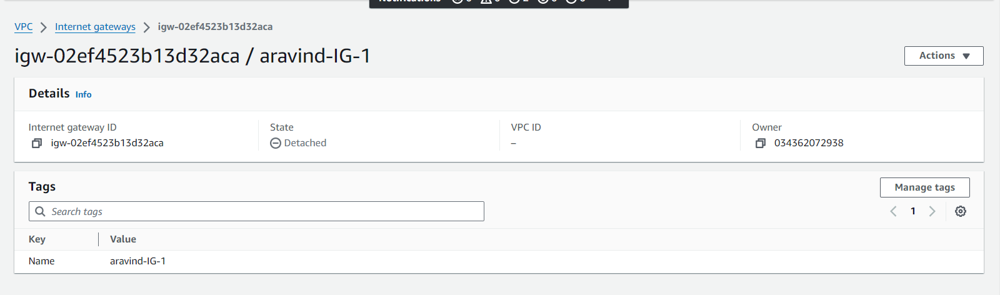 Notifications
VPC > Internet gateways > igw-02ef4523b13d32aca
igw-02ef4523b13d32aca / aravind-IG-1
Actions
Details Info
Internet gateway ID State VPC ID Owner
igw-02ef4523b13d32aca Detached – 034362072938
Tags
Manage tags
Search tags
1
Key Value
Name aravind-IG-1